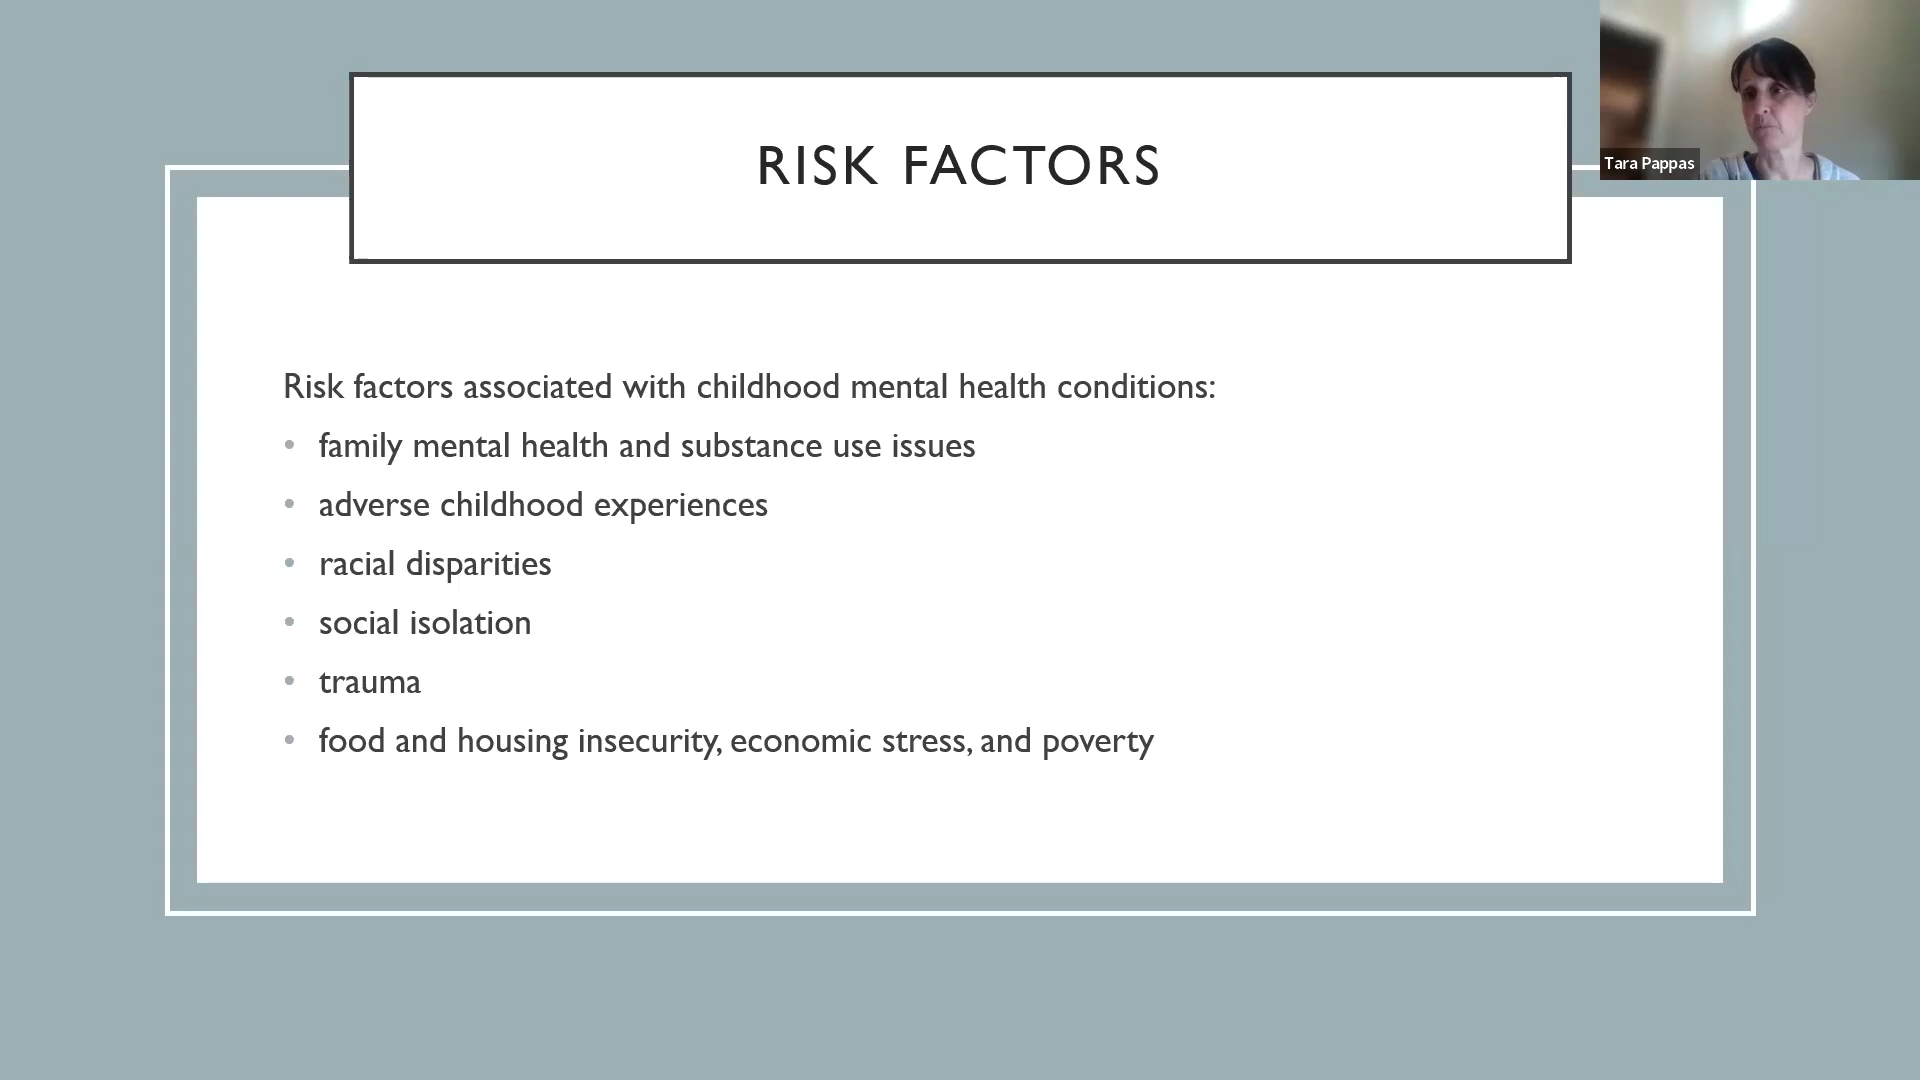 RISK FACTORS
Tara Pappas
Risk factors associated with childhood mental health conditions:
• family mental health and substance use issues
• adverse childhood experiences
• racial disparities
• social isolation
• trauma
• food and housing insecurity, economic stress, and poverty